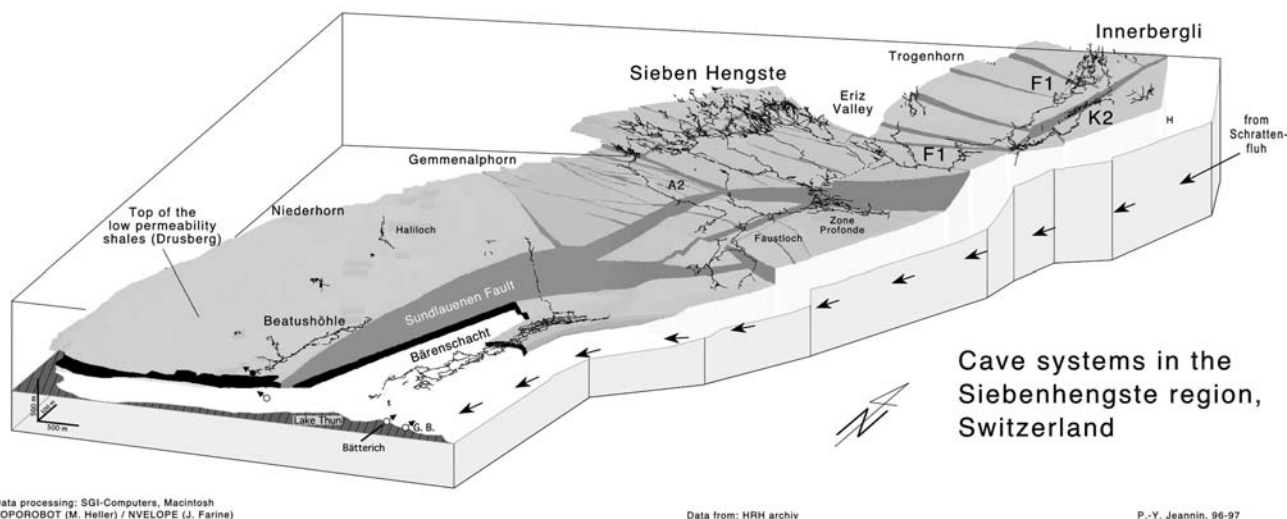 Innerbergli
Trogenhorn
Sieben Hengste
F1
Eriz
Valley
K2
H
from
Schratten-
fluh
Gemmenalphorn
F1
A2
Niederhorn
Top of the
low permeability
shales (Drusberg)
Haliloch
Zone
Profonde
Faustloch
Sundlauenen Fault
Beatushöhle
Bärenschacht
Cave systems in the
Siebenhengste region,
Switzerland
500 m
500 m
500 m
Lake Thun
G. B.
Bätterich
Data processing: SGI-Computers, Macintosh
TOPOROBOT (M. Heller) / NVELOPE (J. Farine)
Data from: HRH archiv
P.-Y. Jeannin, 96-97